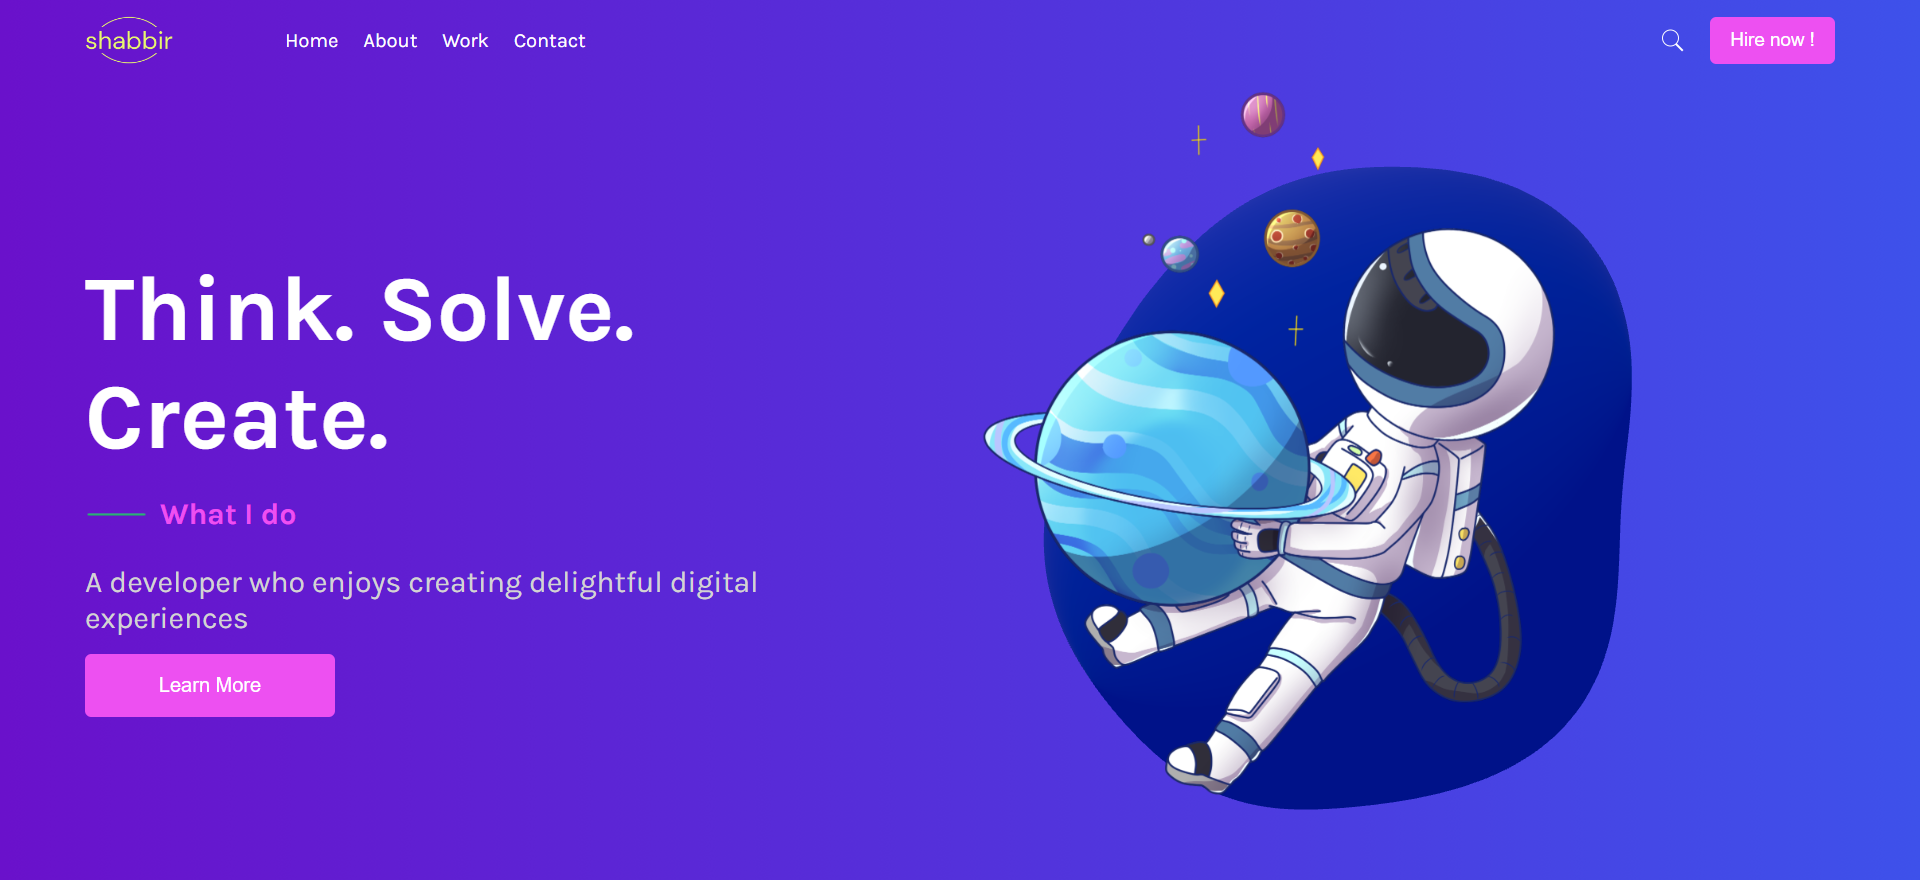 shabbir
Home About Work Contact
Hire now !
Think. Solve.
Create.
What I do
A developer who enjoys creating delightful digital
experiences
Learn More